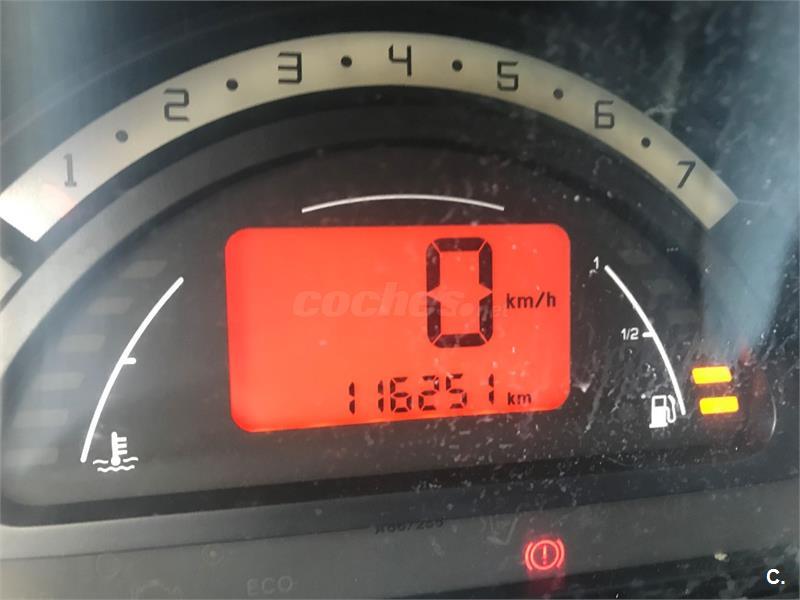 1 2 3 4 5 6 7
0 km/h
coches.net
1
1/2
116251 km
ECO
C.